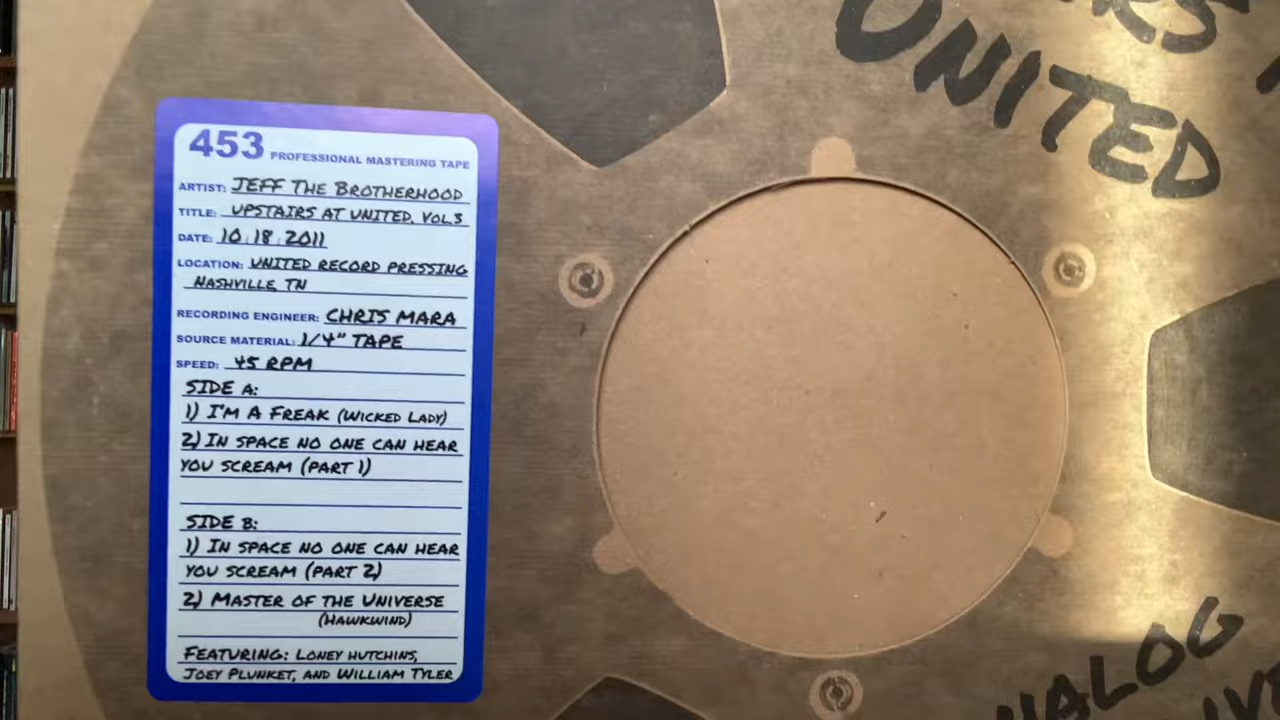 UNITED
453 PROFESSIONAL MASTERING TAPE
ARTIST: JEFF THE BROTHERHOOD
TITLE: UPSTAIRS AT UNITED, VOL.3
DATE: 10.18.2011
LOCATION: UNITED RECORD PRESSING
NASHVILLE, TN
RECORDING ENGINEER: CHRIS MARA
SOURCE MATERIAL: 1/4" TAPE
SPEED: 45 RPM
SIDE A:
1) I'M A FREAK (WICKED LADY)
2) IN SPACE NO ONE CAN HEAR
YOU SCREAM (PART 1)
SIDE B:
1) IN SPACE NO ONE CAN HEAR
YOU SCREAM (PART 2)
2) MASTER OF THE UNIVERSE
(HAWKWIND)
FEATURING: LONEY HUTCHINS,
JOEY PLUNKET, AND WILLIAM TYLER